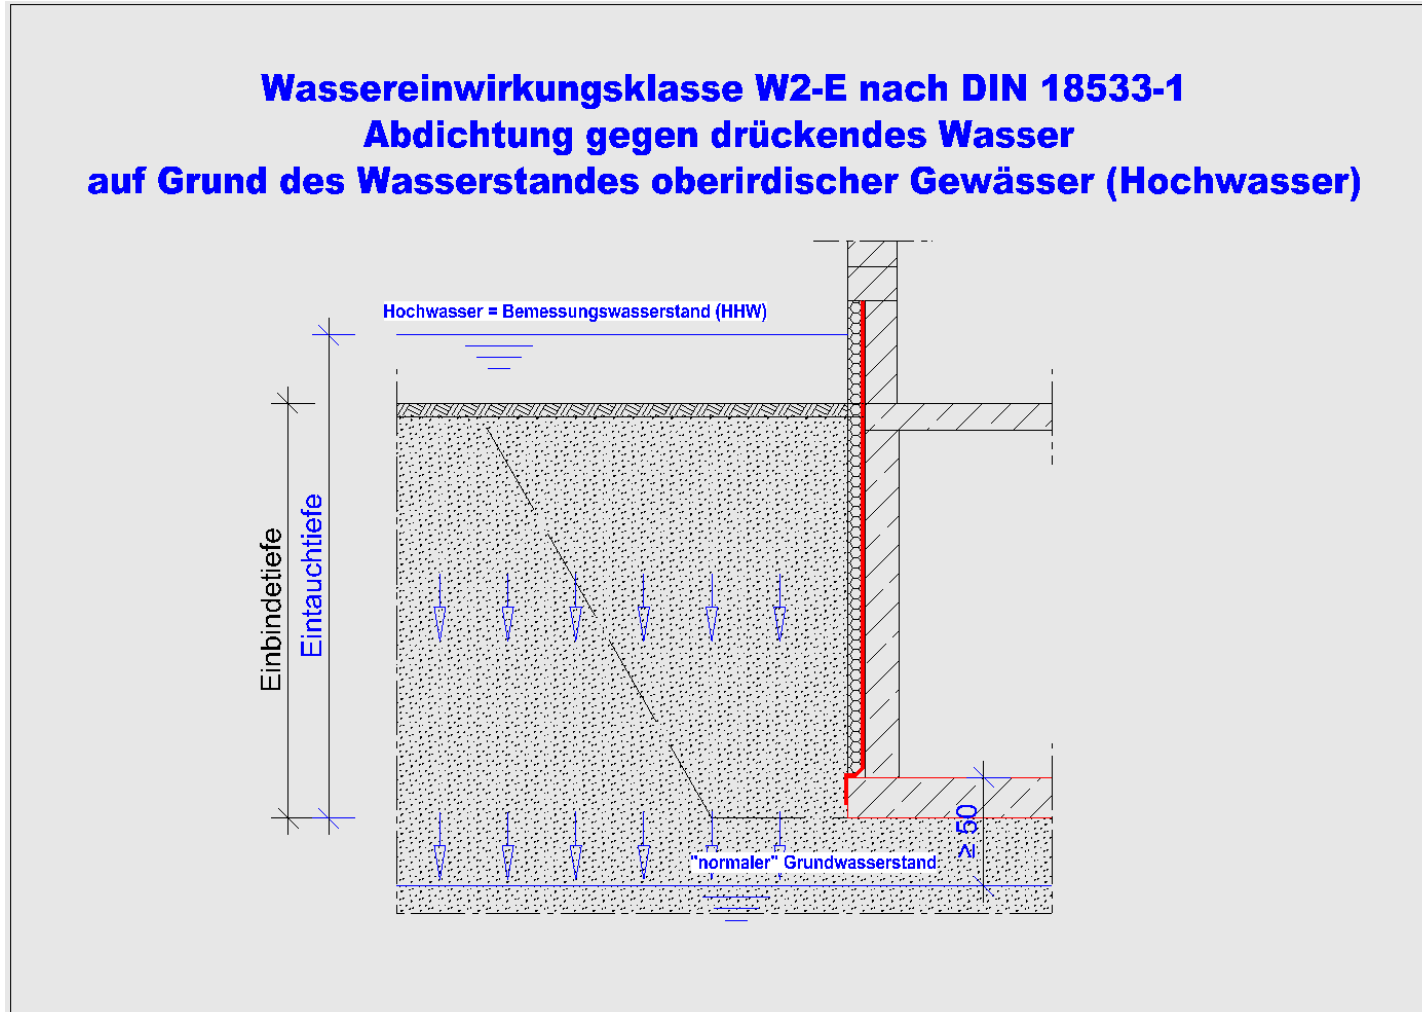 Wassereinwirkungsklasse W2-E nach DIN 18533-1
Abdichtung gegen drückendes Wasser
auf Grund des Wasserstandes oberirdischer Gewässer (Hochwasser)
Hochwasser = Bemessungswasserstand (HHW)
Einbindetiefe
Eintauchtiefe
≥ 50
"normaler" Grundwasserstand